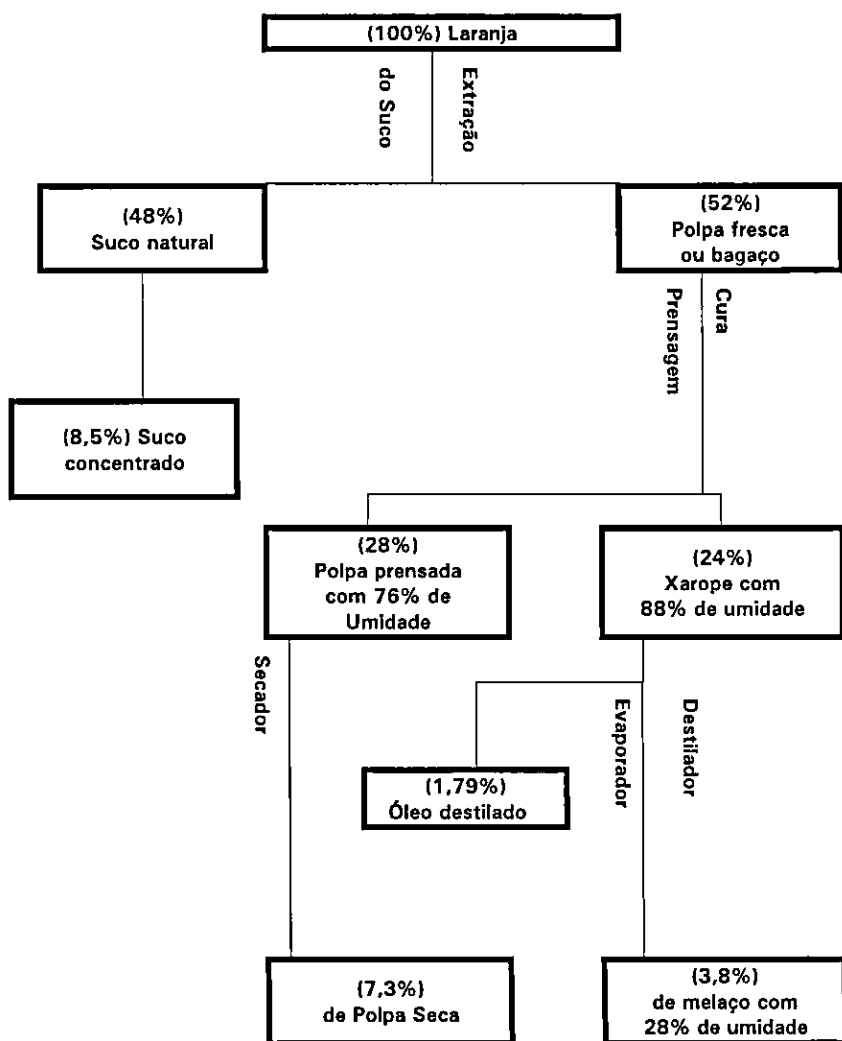 (100%) Laranja
Extração
do Suco
(48%)
Suco natural
(52%)
Polpa fresca
ou bagaço
Cura
Prensagem
(8,5%) Suco
concentrado
(28%)
Polpa prensada
com 76% de
Umidade
(24%)
Xarope com
88% de umidade
Secador
Evaporador
Destilador
(1,79%)
Óleo destilado
(7,3%)
de Polpa Seca
(3,8%)
de melaço com
28% de umidade